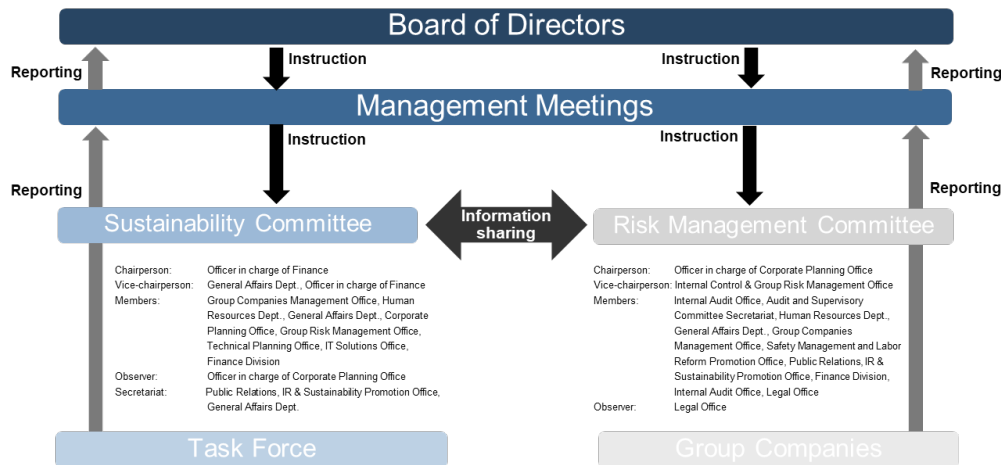 Board of Directors
Reporting
Instruction
Instruction
Reporting
Management Meetings
Instruction
Instruction
Reporting
Reporting
Sustainability Committee
Information
sharing
Risk Management Committee
Chairperson: Officer in charge of Finance
Vice-chairperson: General Affairs Dept., Officer in charge of Finance
Members: Group Companies Management Office, Human
Resources Dept., General Affairs Dept., Corporate
Planning Office, Group Risk Management Office,
Technical Planning Office, IT Solutions Office,
Finance Division
Observer: Officer in charge of Corporate Planning Office
Secretariat: Public Relations, IR & Sustainability Promotion Office,
General Affairs Dept.
Chairperson: Officer in charge of Corporate Planning Office
Vice-chairperson: Internal Control & Group Risk Management Office
Members: Internal Audit Office, Audit and Supervisory
Committee Secretariat, Human Resources Dept.,
General Affairs Dept., Group Companies
Management Office, Safety Management and Labor
Reform Promotion Office, Public Relations, IR &
Sustainability Promotion Office, Finance Division,
Internal Audit Office, Legal Office
Observer: Legal Office
Task Force
Group Companies